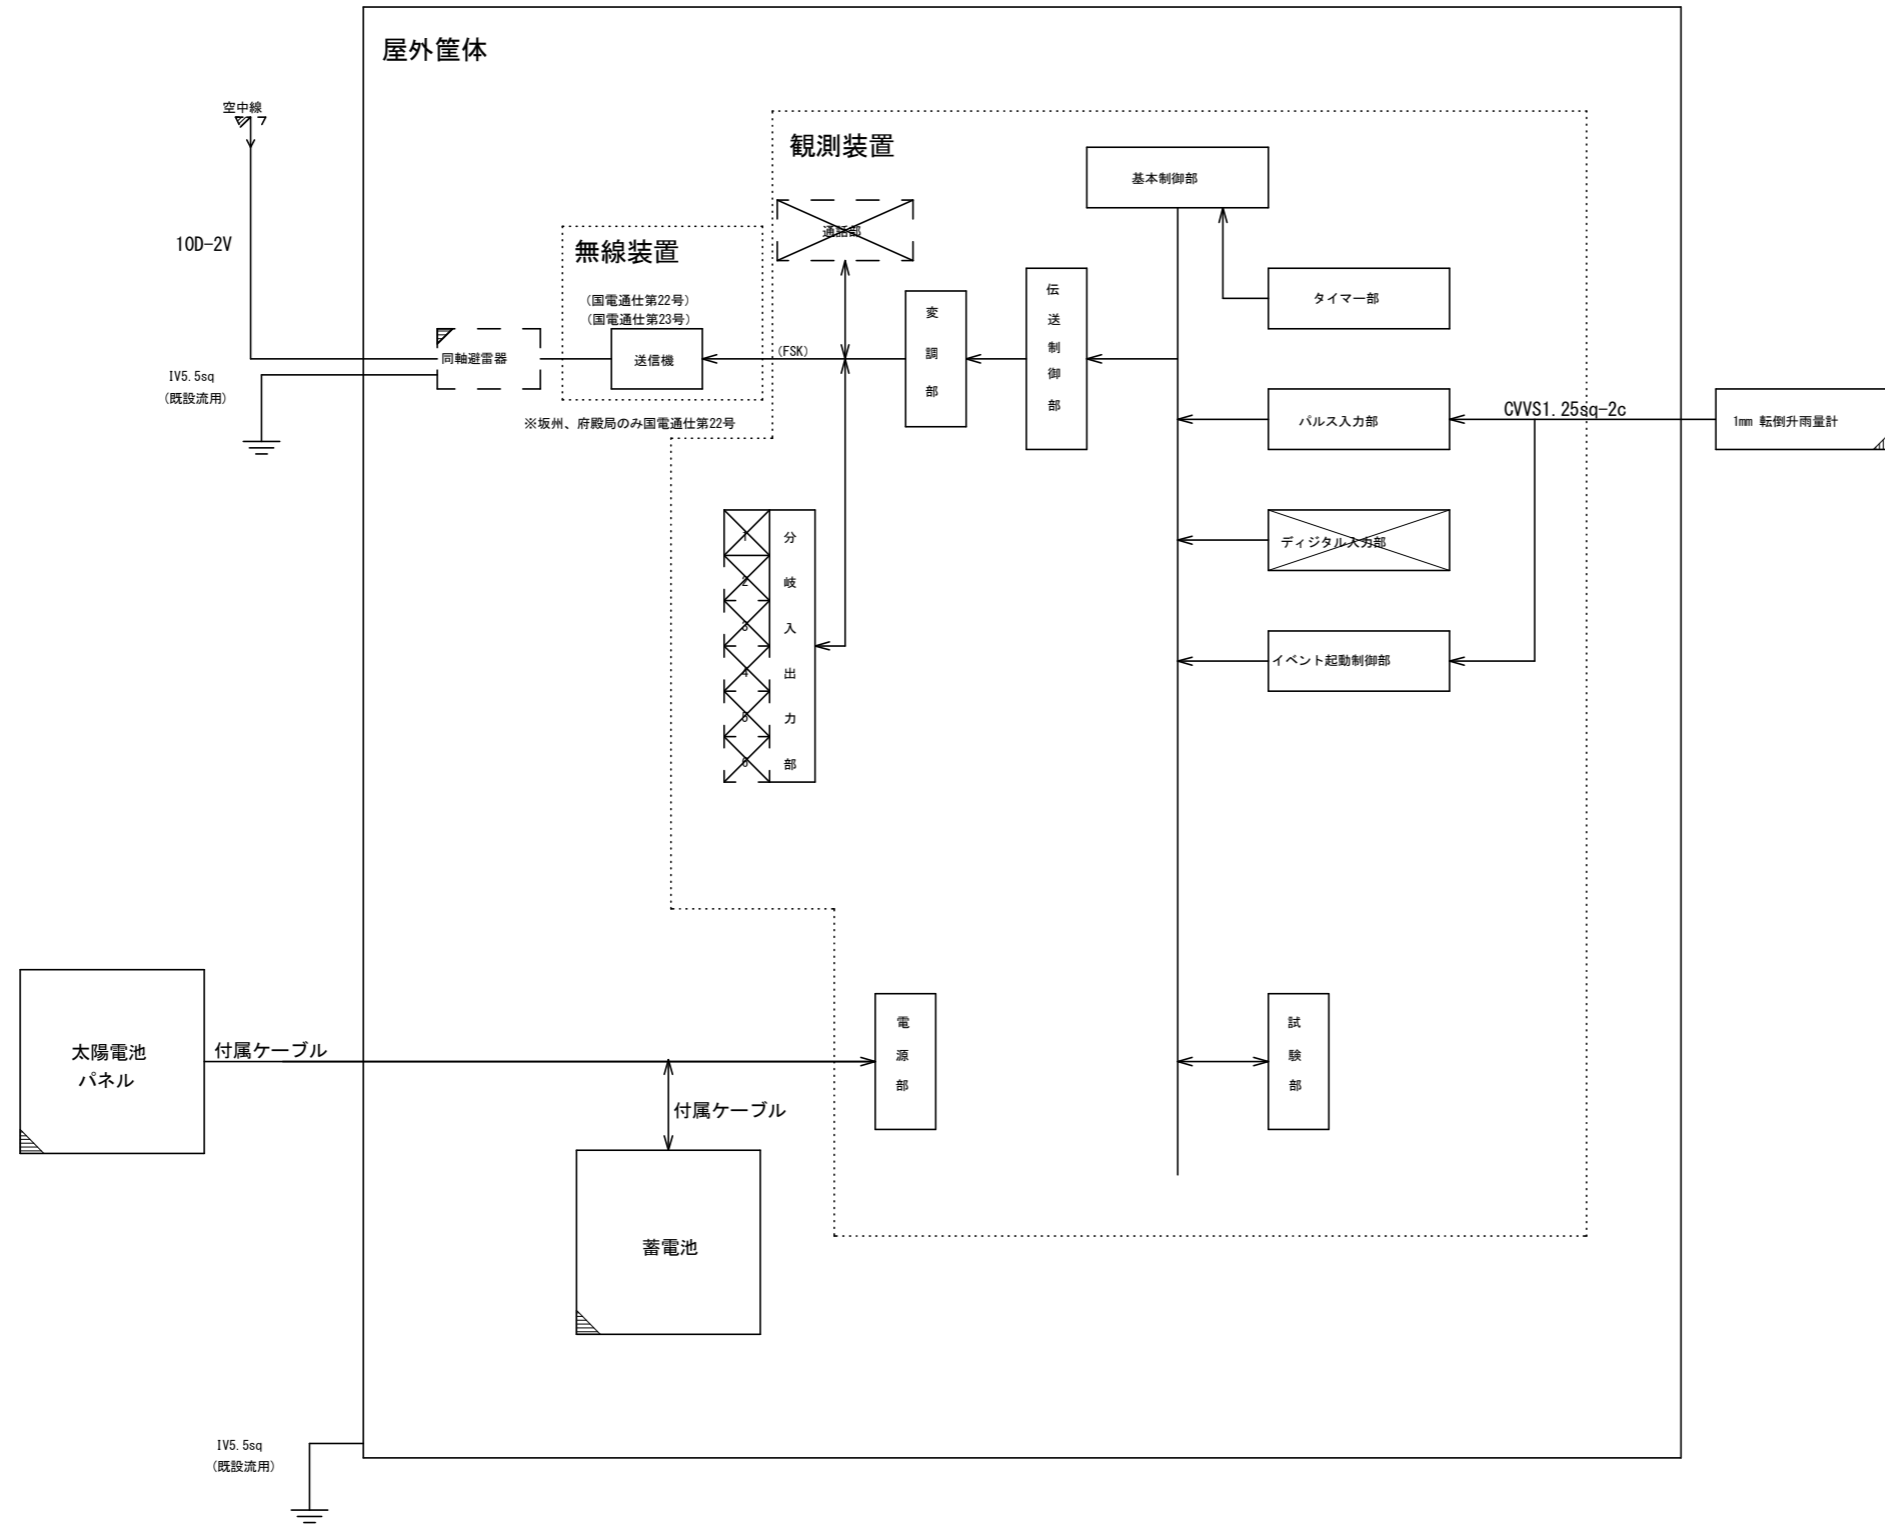 屋外筐体
空中線
観測装置
基本制御部
通話部
10D-2V
無線装置
(国電通仕第22号)
(国電通仕第23号)
変調部
伝送制御部
タイマー部
同軸避雷器
送信機
(FSK)
IV5.5sq
(既設流用)
※坂州、府殿局のみ国電通仕第22号
パルス入力部
CVVS1.25sq-2c
1mm 転倒升雨量計
ディジタル入力部
分岐入出力部
1
2
3
4
5
6
イベント起動制御部
電源部
試験部
太陽電池
パネル
付属ケーブル
付属ケーブル
蓄電池
IV5.5sq
(既設流用)